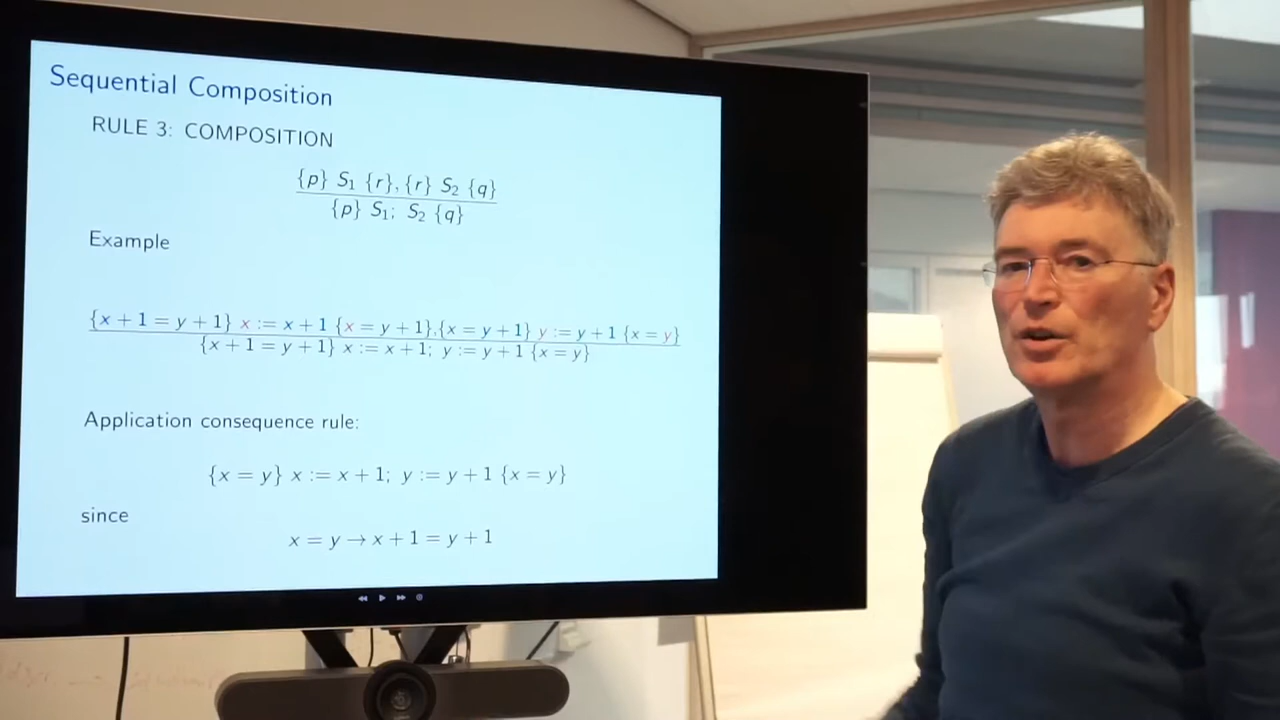 Sequential Composition
RULE 3: COMPOSITION
{p} S₁ {r}, {r} S₂ {q}
{p} S₁; S₂ {q}
Example
{x + 1 = y + 1} x := x + 1 {x = y + 1},{x = y + 1} y := y + 1 {x = y}
{x + 1 = y + 1} x := x + 1; y := y + 1 {x = y}
Application consequence rule:
{x = y} x := x + 1; y := y + 1 {x = y}
since
x = y → x + 1 = y + 1